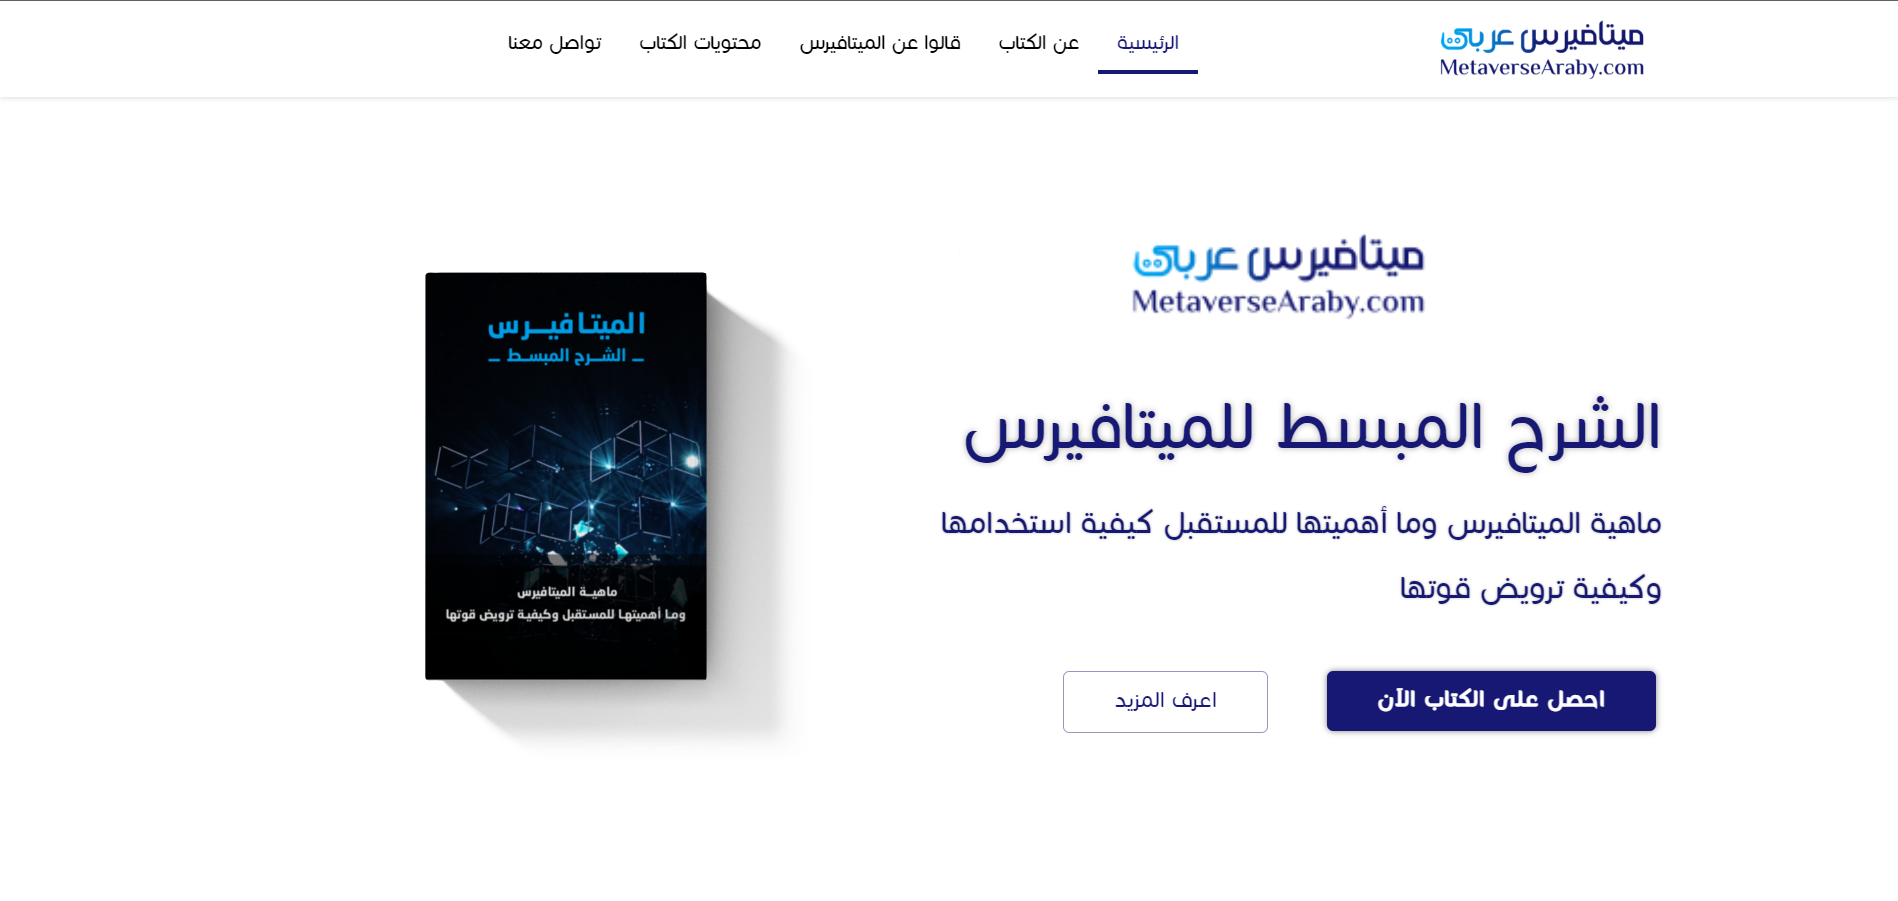 ميتافيرس عربي
MetaverseAraby.com
الرئيسية
عن الكتاب
قالوا عن الميتافيرس
محتويات الكتاب
تواصل معنا
ميتافيرس عربي
MetaverseAraby.com
الشرح المبسط للميتافيرس
ماهية الميتافيرس وما أهميتها للمستقبل كيفية استخدامها
وكيفية ترويض قوتها
احصل على الكتاب الآن
اعرف المزيد
الميتافيرس
– الشرح المبسط –
ماهية الميتافيرس
وما أهميتها للمستقبل وكيفية ترويض قوتها